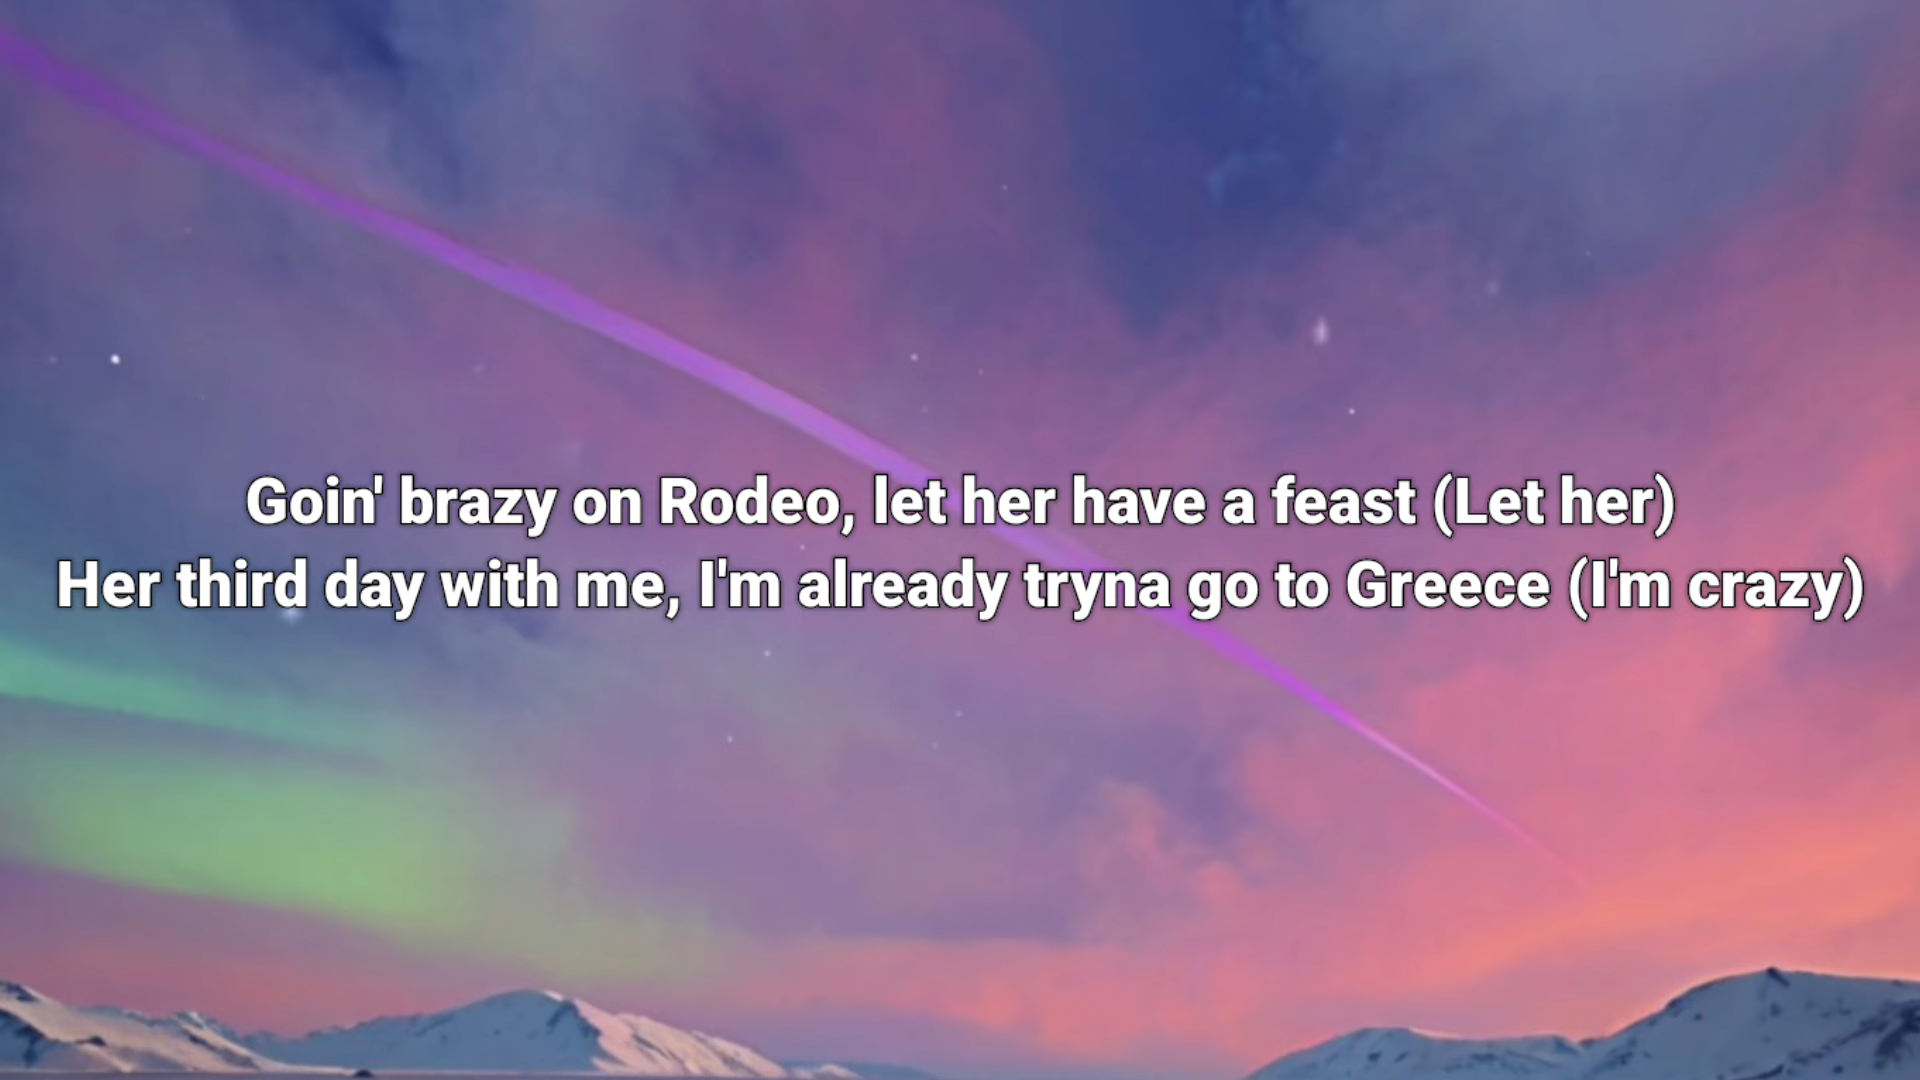 Goin' brazy on Rodeo, let her have a feast (Let her)
Her third day with me, I'm already tryna go to Greece (I'm crazy)